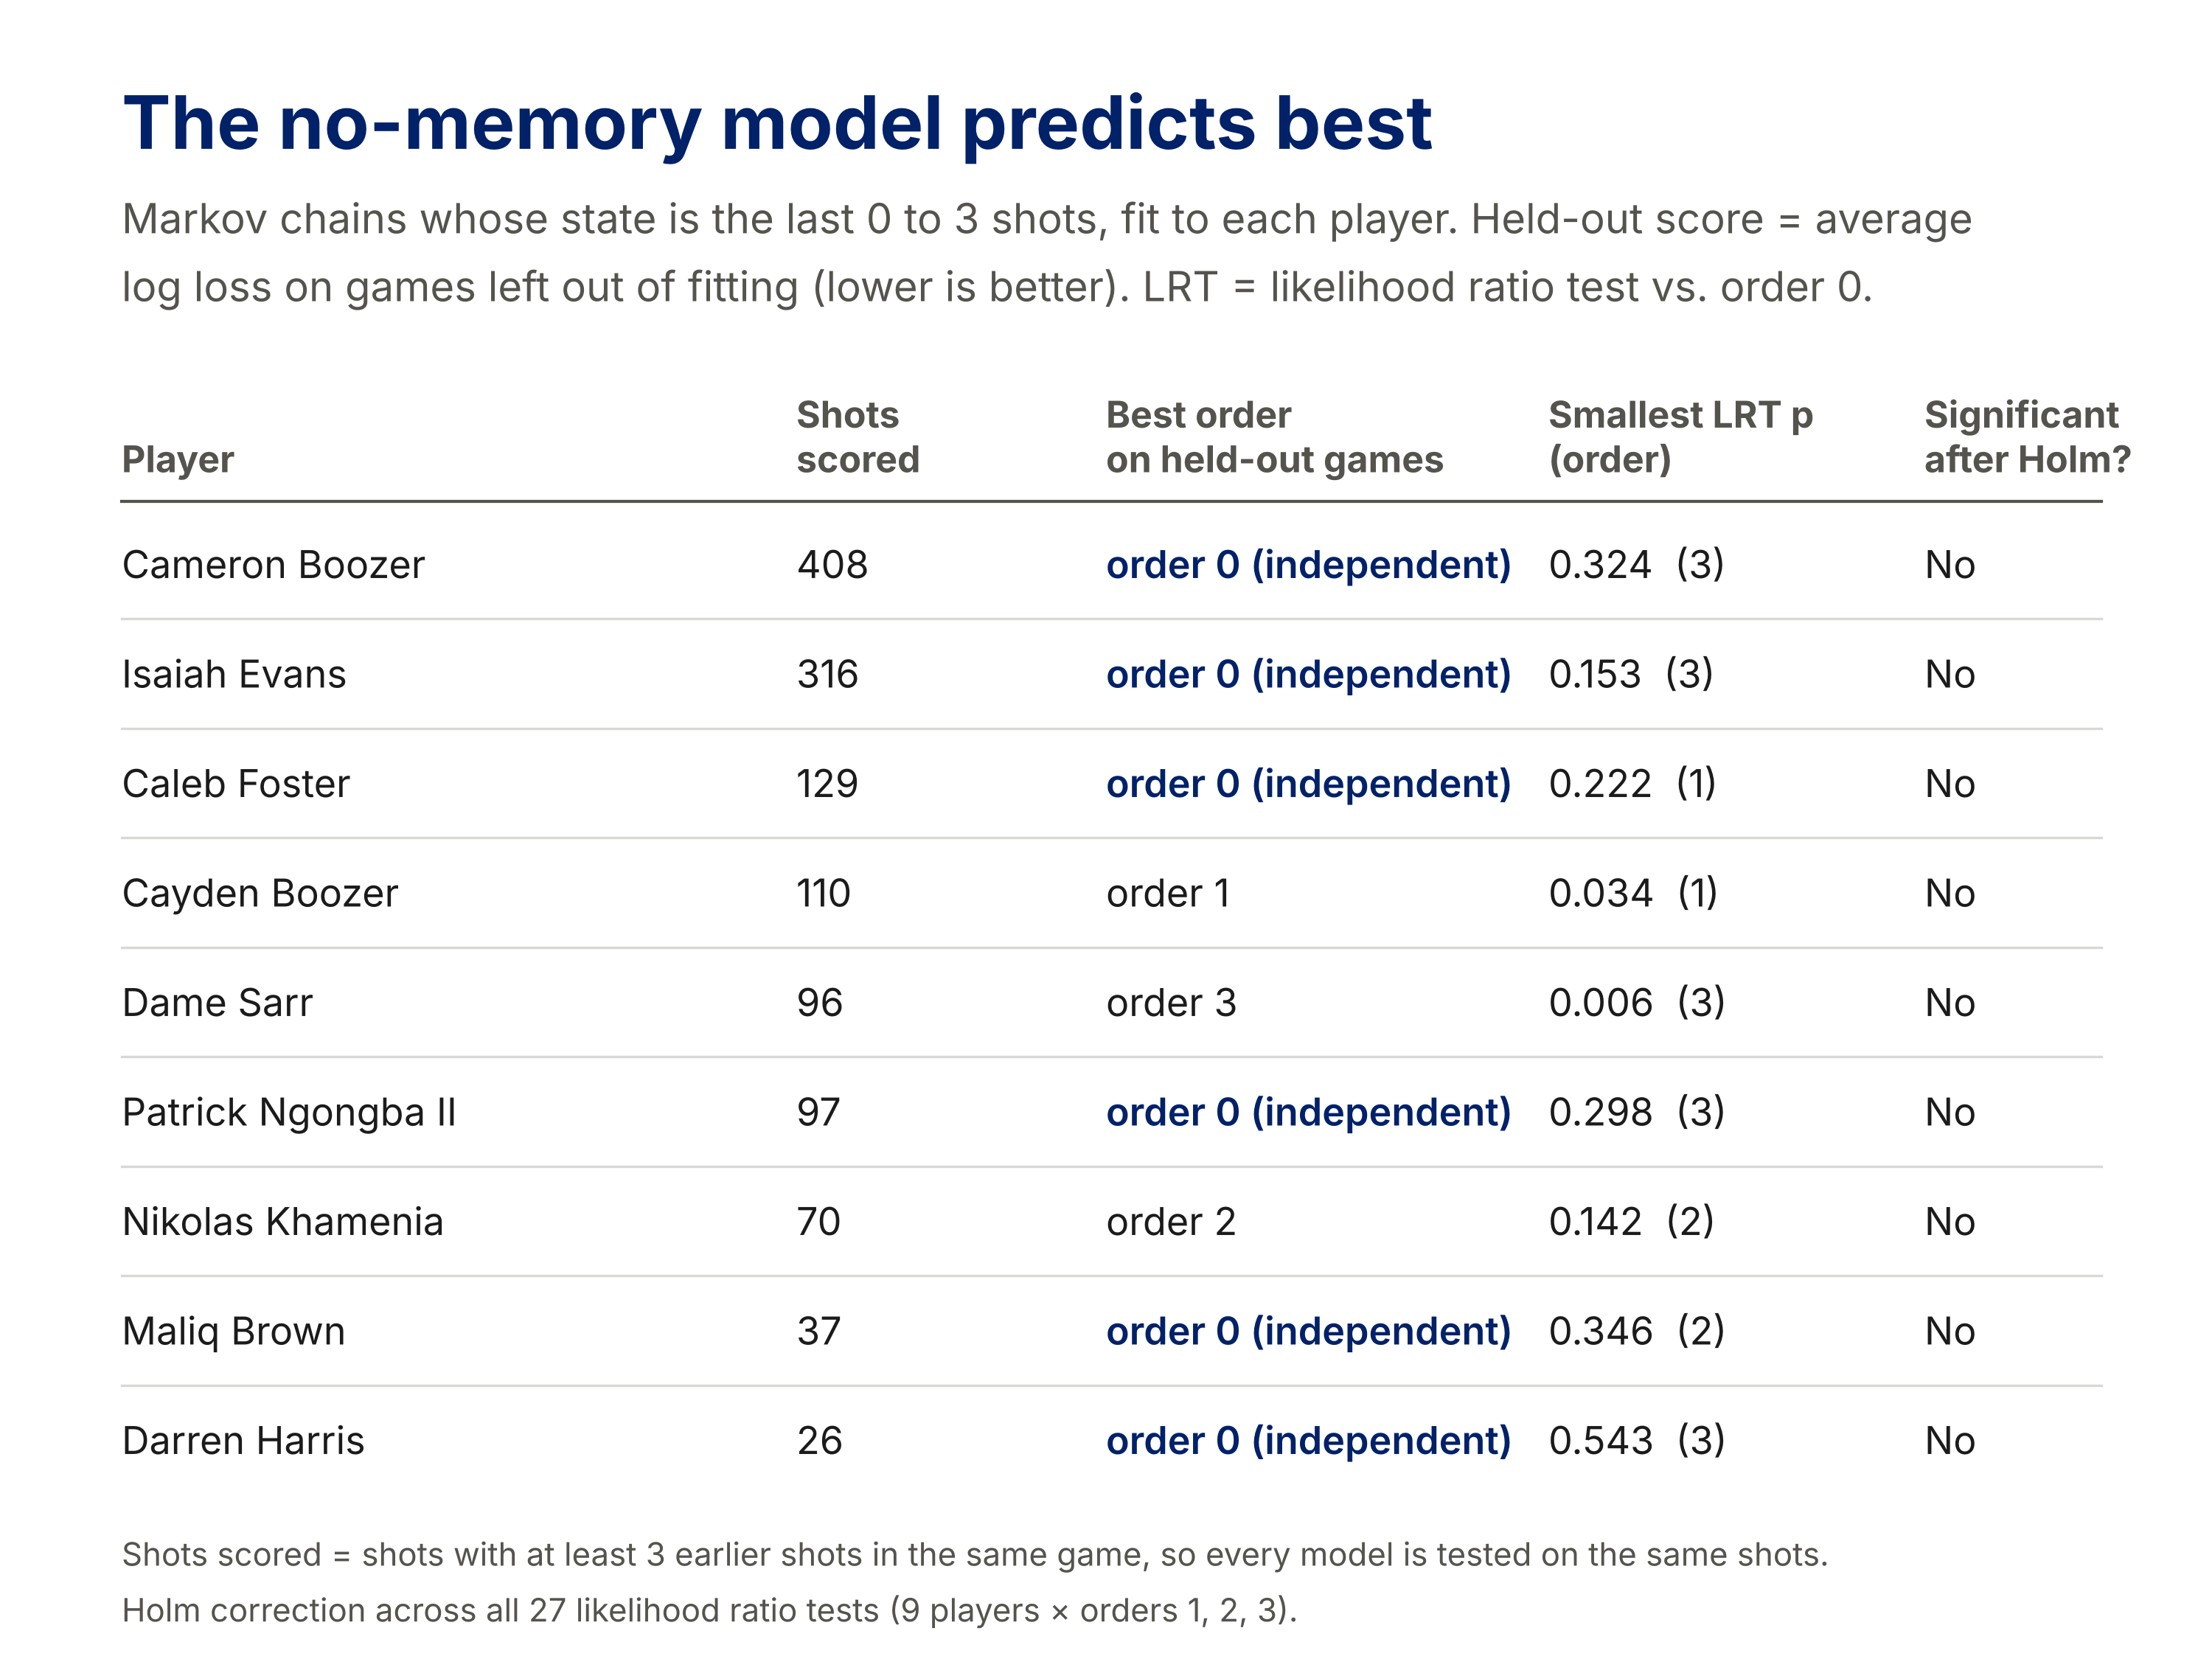 The no-memory model predicts best
Markov chains whose state is the last 0 to 3 shots, fit to each player. Held-out score = average
log loss on games left out of fitting (lower is better). LRT = likelihood ratio test vs. order 0.
Player Shots scored Best order on held-out games Smallest LRT p (order) Significant after Holm?
Cameron Boozer 408 order 0 (independent) 0.324 (3) No
Isaiah Evans 316 order 0 (independent) 0.153 (3) No
Caleb Foster 129 order 0 (independent) 0.222 (1) No
Cayden Boozer 110 order 1 0.034 (1) No
Dame Sarr 96 order 3 0.006 (3) No
Patrick Ngongba II 97 order 0 (independent) 0.298 (3) No
Nikolas Khamenia 70 order 2 0.142 (2) No
Maliq Brown 37 order 0 (independent) 0.346 (2) No
Darren Harris 26 order 0 (independent) 0.543 (3) No
Shots scored = shots with at least 3 earlier shots in the same game, so every model is tested on the same shots.
Holm correction across all 27 likelihood ratio tests (9 players × orders 1, 2, 3).